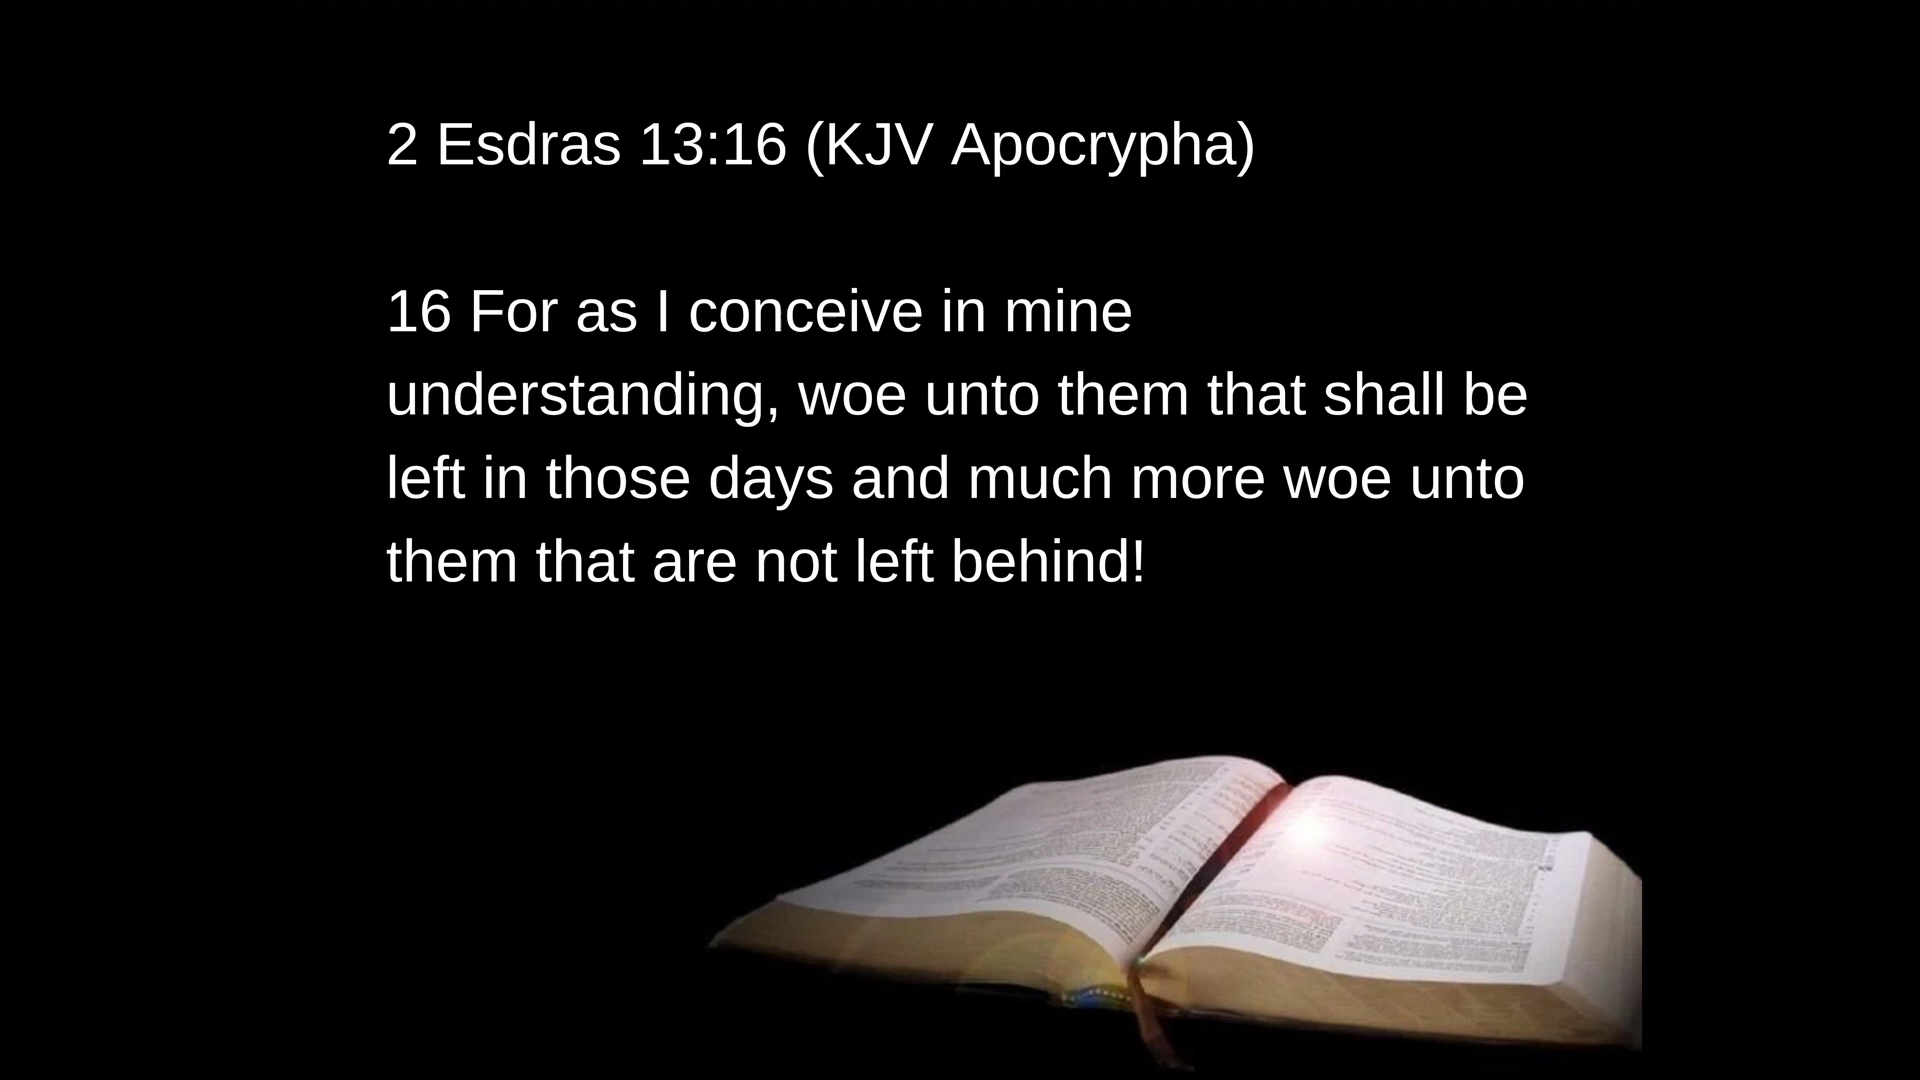 2 Esdras 13:16 (KJV Apocrypha)
16 For as I conceive in mine
understanding, woe unto them that shall be
left in those days and much more woe unto
them that are not left behind!